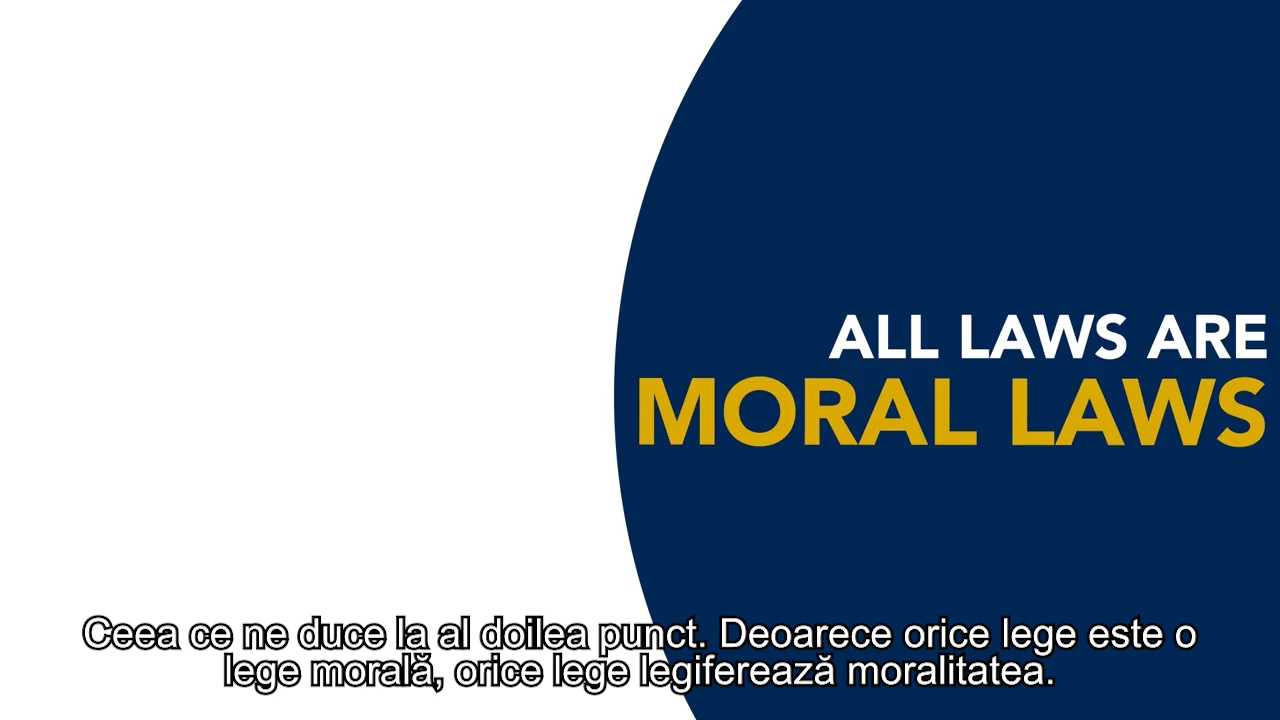 ALL LAWS ARE
MORAL LAWS
Ceea ce ne duce la al doilea punct. Deoarece orice lege este o
lege morală, orice lege legiferează moralitatea.